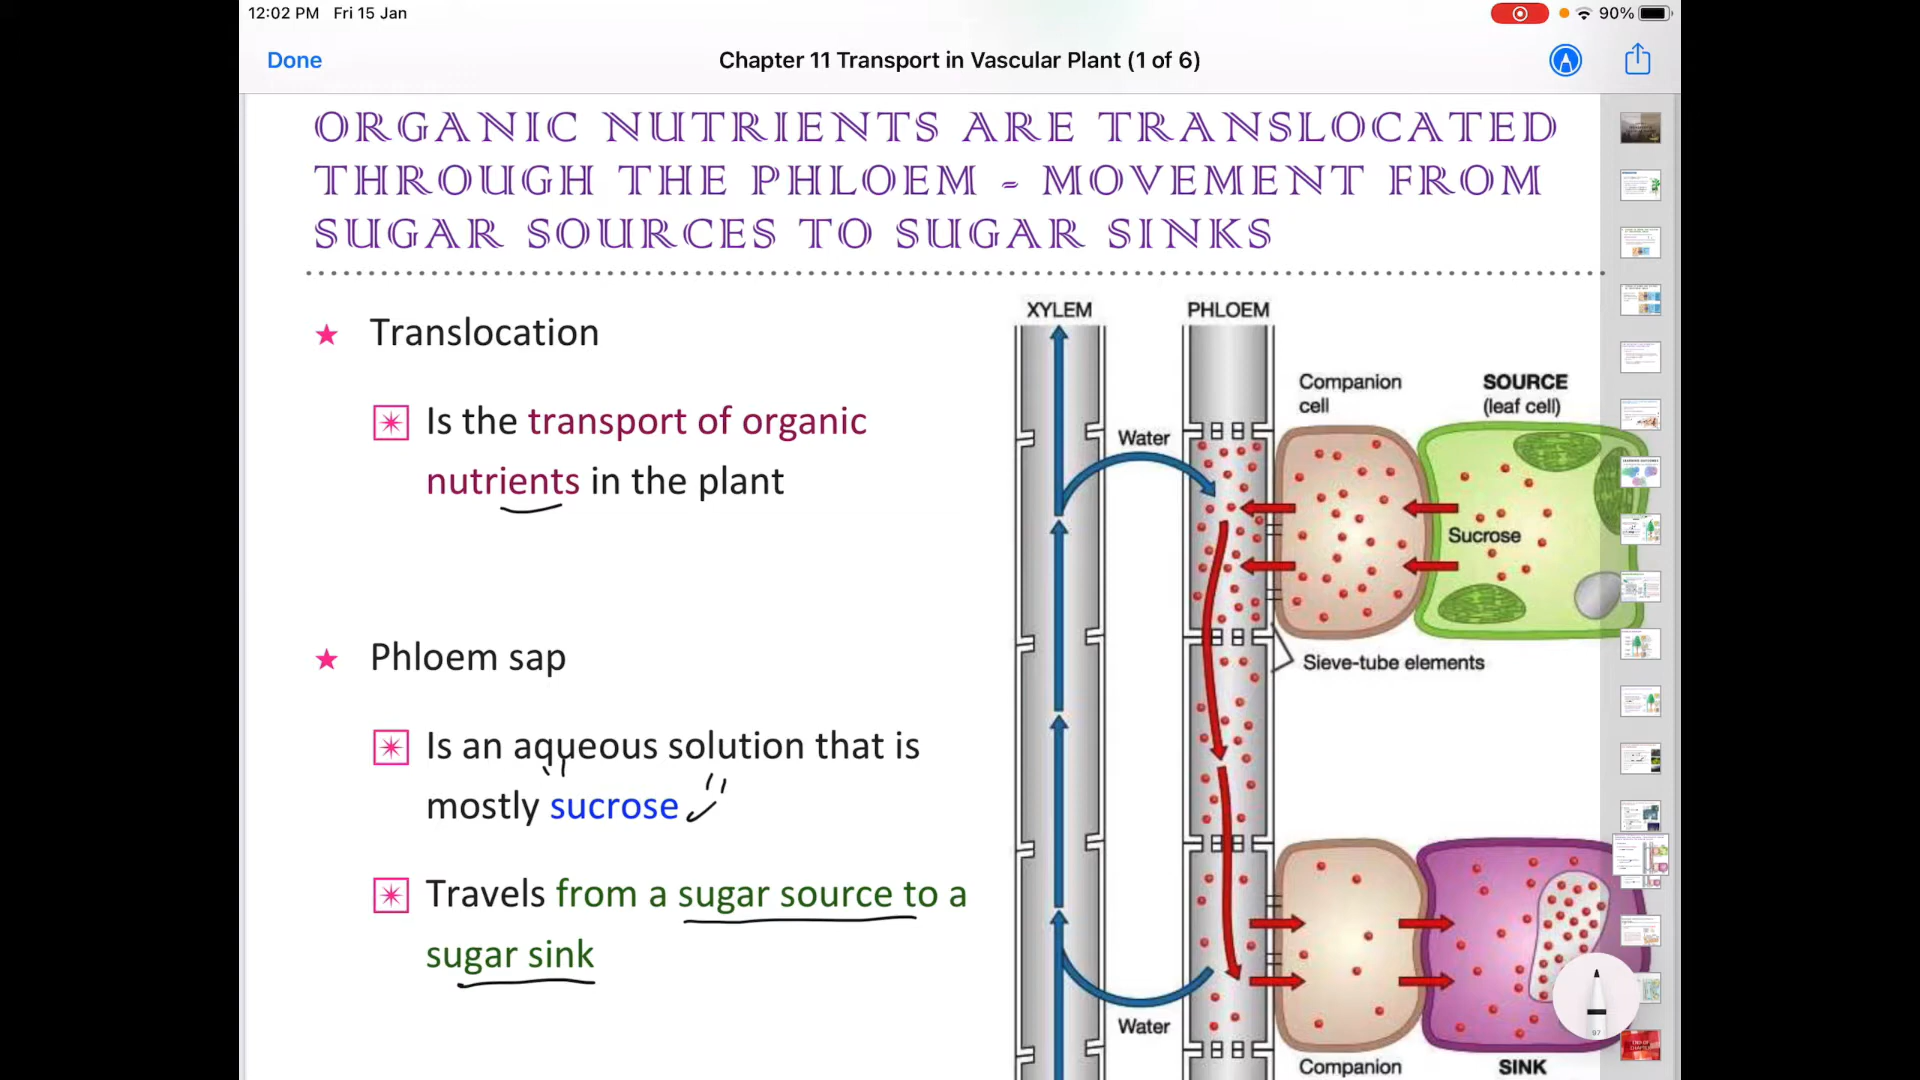 12:02 PM Fri 15 Jan
90%
Done
Chapter 11 Transport in Vascular Plant (1 of 6)
ORGANIC NUTRIENTS ARE TRANSLOCATED
THROUGH THE PHLOEM - MOVEMENT FROM
SUGAR SOURCES TO SUGAR SINKS
Translocation
Is the transport of organic
nutrients in the plant
Phloem sap
Is an aqueous solution that is
mostly sucrose
Travels from a sugar source to a
sugar sink
XYLEM
PHLOEM
Companion
cell
SOURCE
(leaf cell)
Water
Sucrose
Sieve-tube elements
Water
Companion
SINK
97